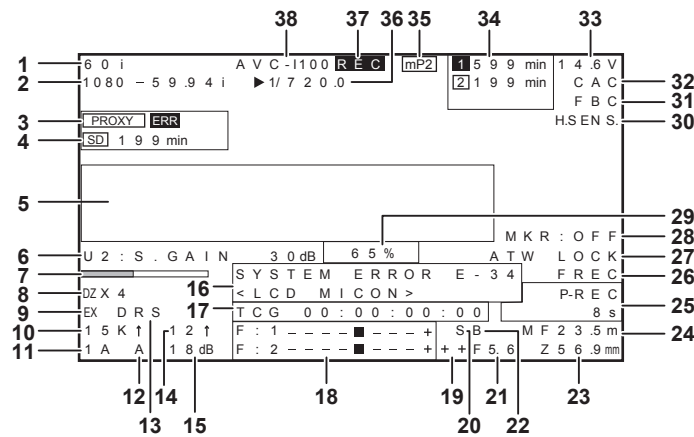 38 37 36 35 34 33
1 60i AVC-I100 REC mP2 1 599 min 14.6V
2 1080-59.94i ▶1/720.0 2 199 min CAC 32
FBC 31
3 PROXY ERR H.SENS. 30
4 SD 199min
5
29
MKR:OFF 28
6 U2:S.GAIN 30dB 65% ATW LOCK 27
7 SYSTEM ERROR E-34 FREC 26
8 DZX4 16 <LCD MICON> P-REC 25
9 EX DRS 17 TCG 00:00:00:00 8s
10 15K↑ 12↑ F:1----■----+ SB MF23.5m 24
11 1A A 18dB F:2----■----+ ++F5.6 Z56.9mm
12 13 14 15 18 19 20 21 22 23